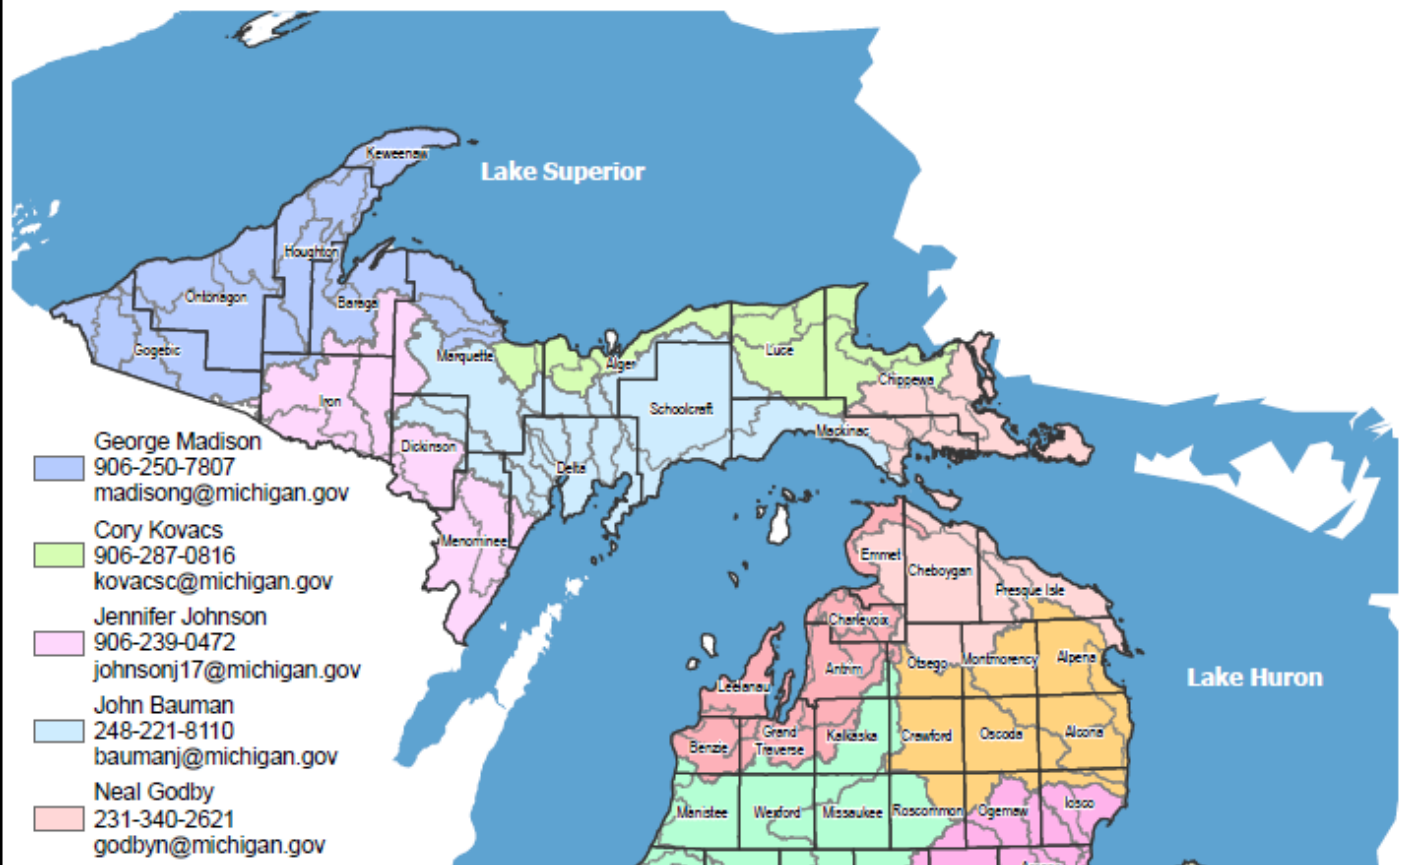 Keweenaw
Lake Superior
Houghton
Ontonagon
Baraga
Gogebic
Marquette
Alger
Luce
Chippewa
Iron
Schoolcraft
Mackinac
Dickinson
Delta
Menominee
George Madison
906-250-7807
madisong@michigan.gov
Cory Kovacs
906-287-0816
kovacsc@michigan.gov
Jennifer Johnson
906-239-0472
johnsonj17@michigan.gov
John Bauman
248-221-8110
baumanj@michigan.gov
Neal Godby
231-340-2621
godbyn@michigan.gov
Emmet
Cheboygan
Presque Isle
Charlevoix
Antrim
Otsego
Montmorency
Alpena
Lake Huron
Leelanau
Benzie
Grand
Traverse
Kalkaska
Crawford
Oscoda
Alcona
Manistee
Wexford
Missaukee
Roscommon
Ogemaw
Iosco